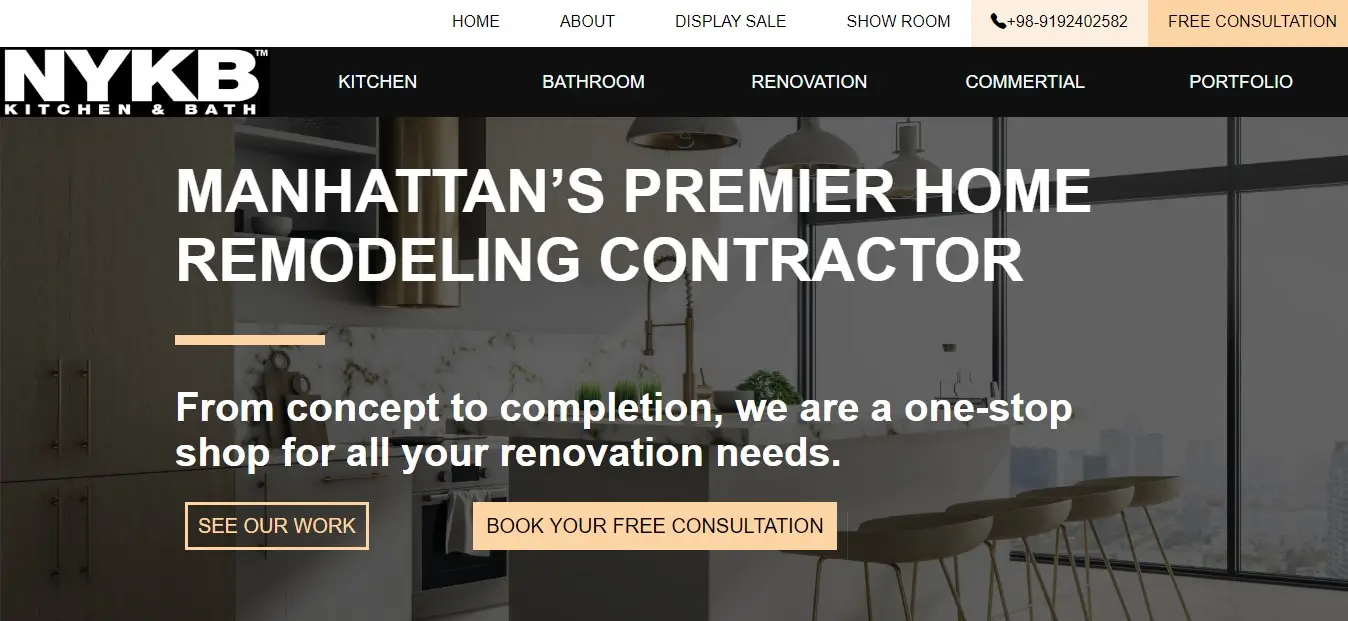 HOME ABOUT DISPLAY SALE SHOW ROOM +98-9192402582 FREE CONSULTATION
NYKB™
KITCHEN & BATH
KITCHEN BATHROOM RENOVATION COMMERTIAL PORTFOLIO
MANHATTAN’S PREMIER HOME
REMODELING CONTRACTOR
From concept to completion, we are a one-stop
shop for all your renovation needs.
SEE OUR WORK BOOK YOUR FREE CONSULTATION